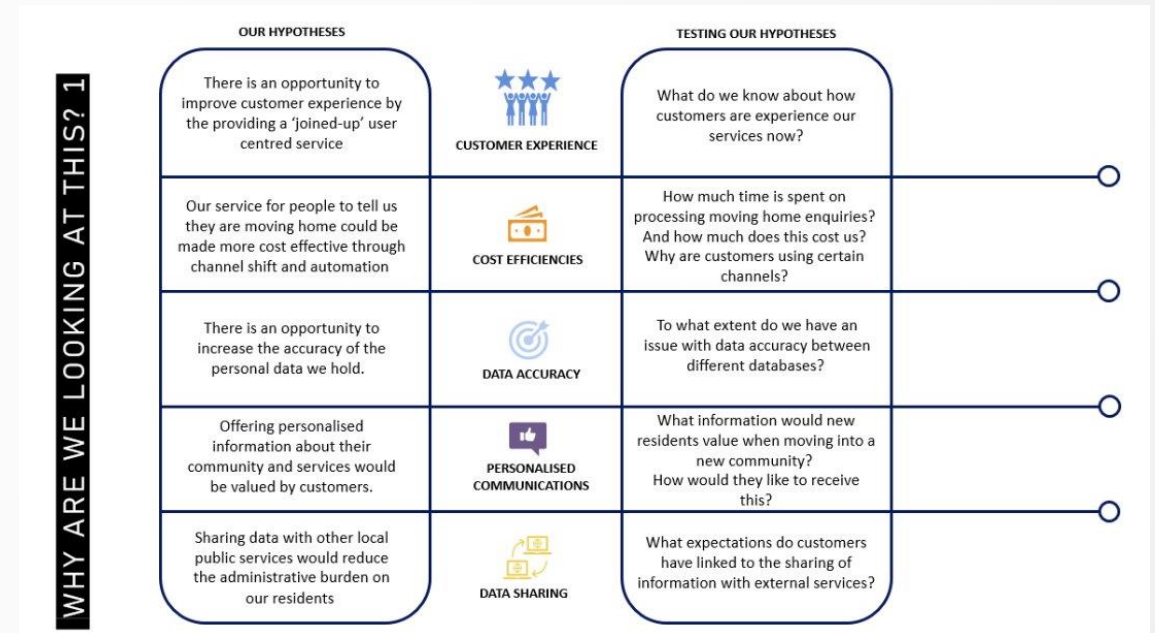 WHY ARE WE LOOKING AT THIS? 1
OUR HYPOTHESES
TESTING OUR HYPOTHESES
There is an opportunity to
improve customer experience by
the providing a ‘joined-up’ user
centred service
CUSTOMER EXPERIENCE
What do we know about how
customers are experience our
services now?
Our service for people to tell us
they are moving home could be
made more cost effective through
channel shift and automation
COST EFFICIENCIES
How much time is spent on
processing moving home enquiries?
And how much does this cost us?
Why are customers using certain
channels?
There is an opportunity to
increase the accuracy of the
personal data we hold.
DATA ACCURACY
To what extent do we have an
issue with data accuracy between
different databases?
Offering personalised
information about their
community and services would
be valued by customers.
PERSONALISED
COMMUNICATIONS
What information would new
residents value when moving into a
new community?
How would they like to receive
this?
Sharing data with other local
public services would reduce
the administrative burden on
our residents
DATA SHARING
What expectations do customers
have linked to the sharing of
information with external services?